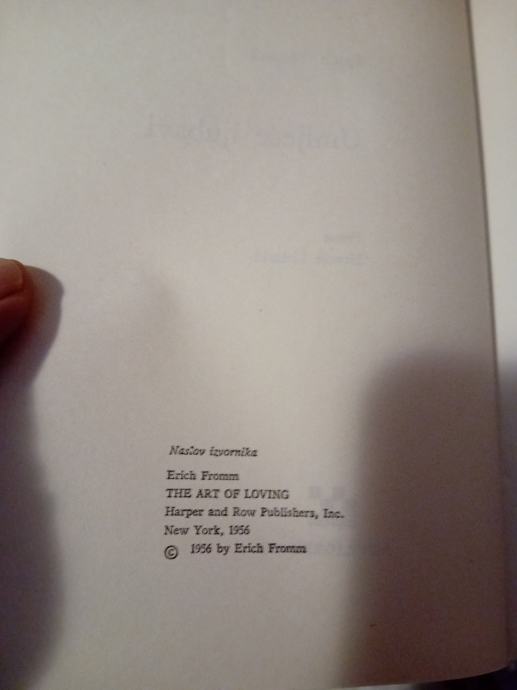 Naslov izvornika
Erich Fromm
THE ART OF LOVING
Harper and Row Publishers, Inc.
New York, 1956
© 1956 by Erich Fromm